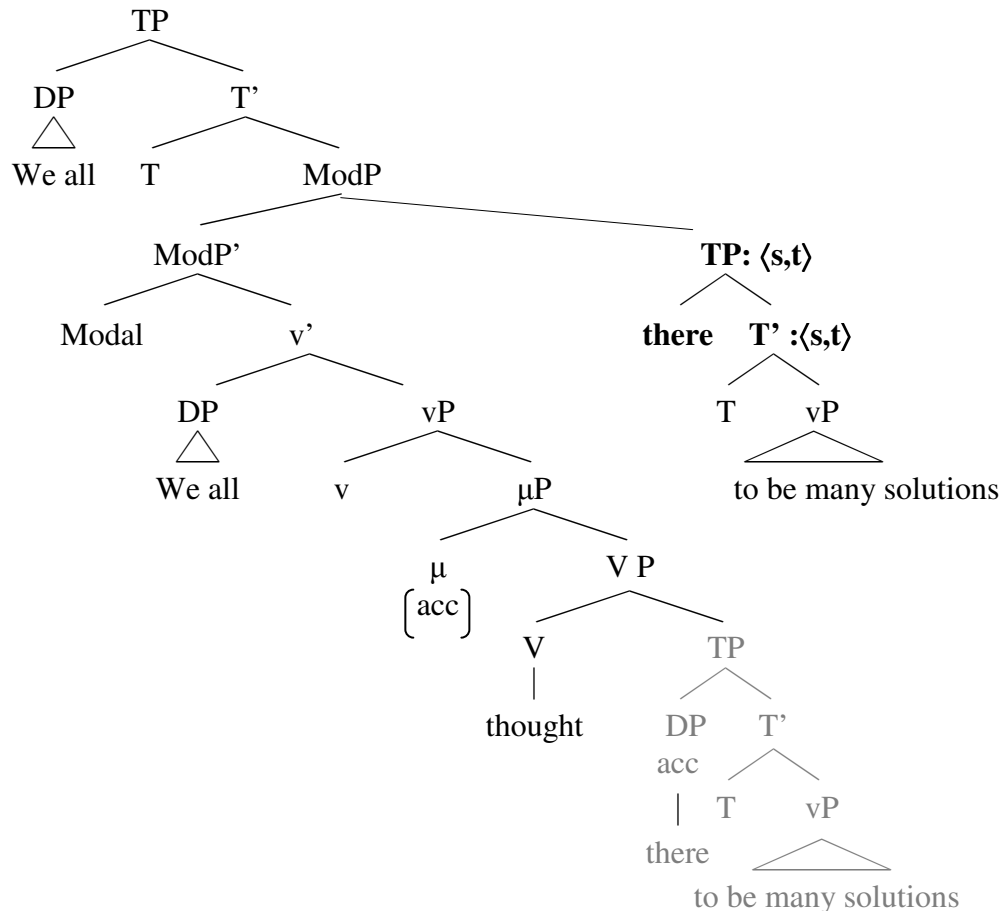 TP
DP T’
We all T ModP
ModP’ TP: ⟨s,t⟩
Modal v’ there T’ :⟨s,t⟩
DP vP T vP
We all v μP to be many solutions
μ V P
acc
V TP
thought DP T’
acc
T vP
there
to be many solutions